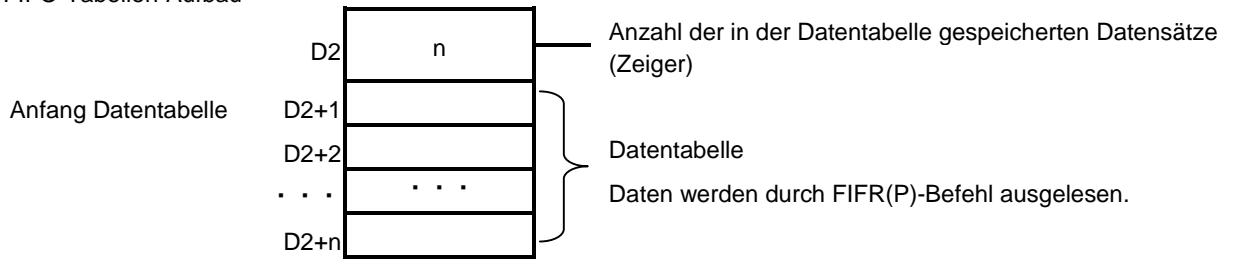 FIFO-Tabellen-Aufbau
D2 n Anzahl der in der Datentabelle gespeicherten Datensätze
(Zeiger)
Anfang Datentabelle D2+1
D2+2 Datentabelle
. . . . . . Daten werden durch FIFR(P)-Befehl ausgelesen.
D2+n